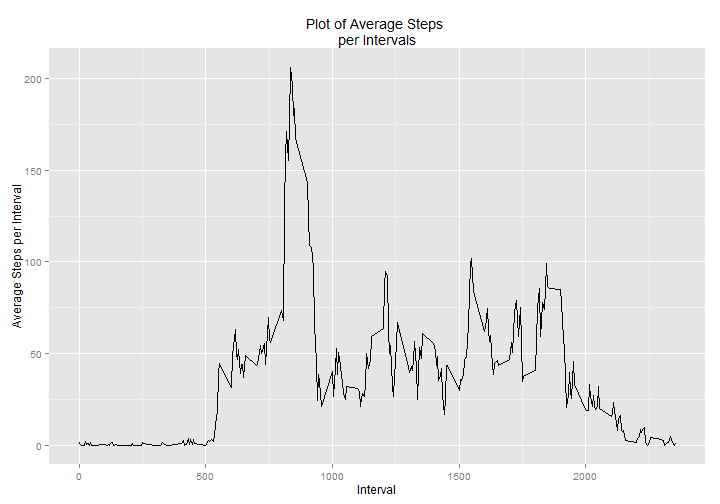 Plot of Average Steps
per Intervals
Average Steps per Interval
200
150
100
50
0
0 500 1000 1500 2000
Interval